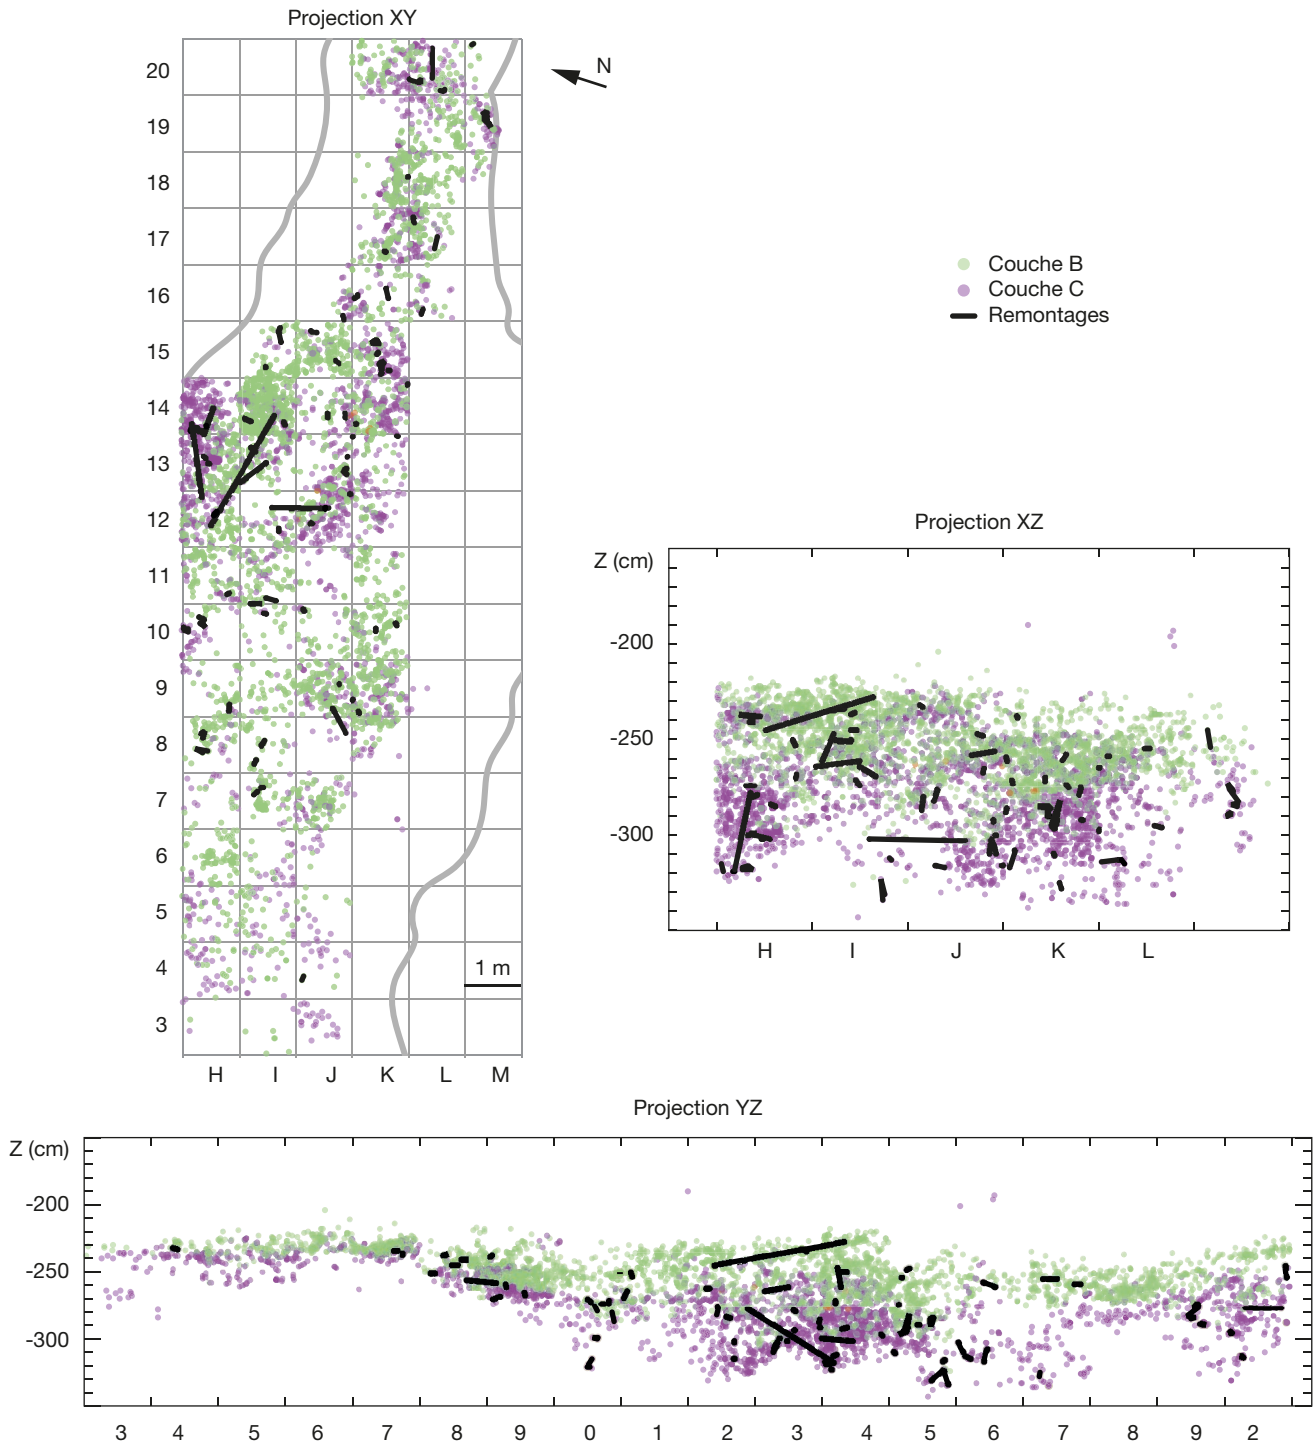 Projection XY
20
19
18
17
16
15
14
13
12
11
10
9
8
7
6
5
4
3
H I J K L M
1 m
N
Couche B
Couche C
Remontages
Projection XZ
Z (cm)
-200
-250
-300
H I J K L
Projection YZ
Z (cm)
-200
-250
-300
3 4 5 6 7 8 9 0 1 2 3 4 5 6 7 8 9 2